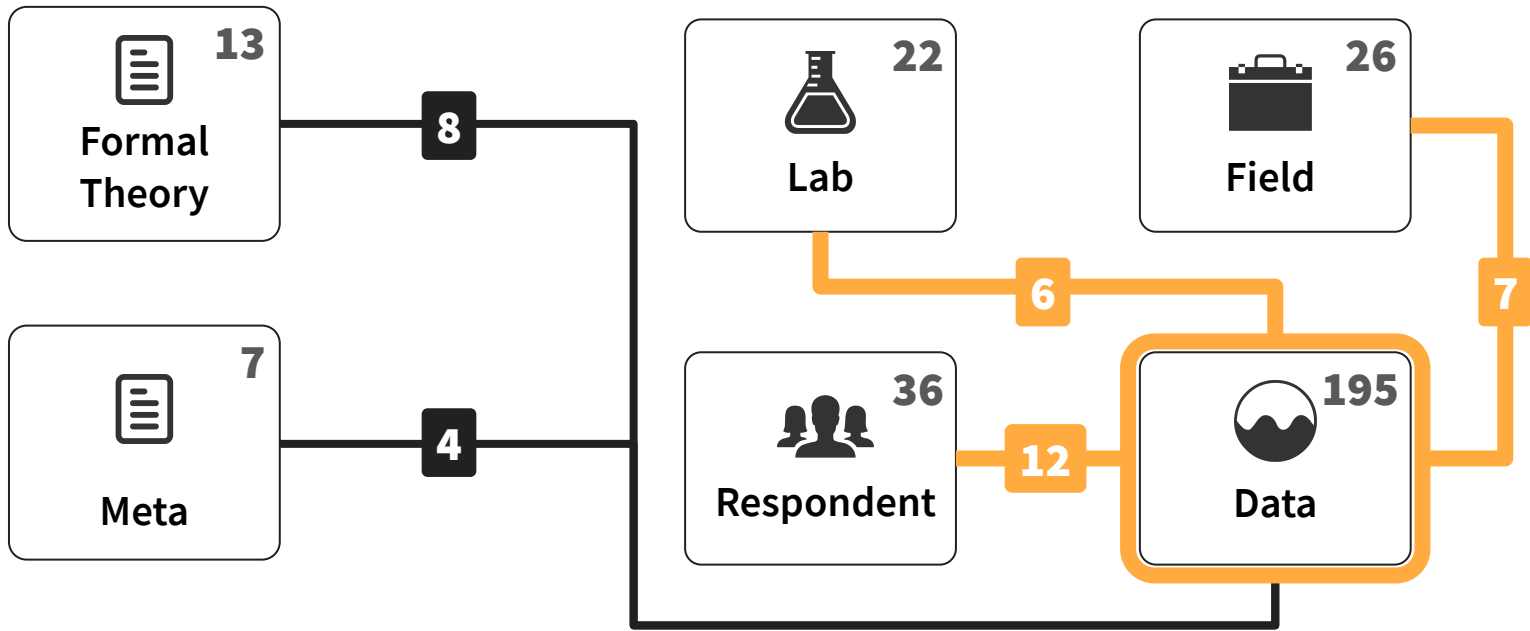 13
Formal
Theory
8
22
Lab
26
Field
6
7
7
Meta
4
36
Respondent
12
195
Data